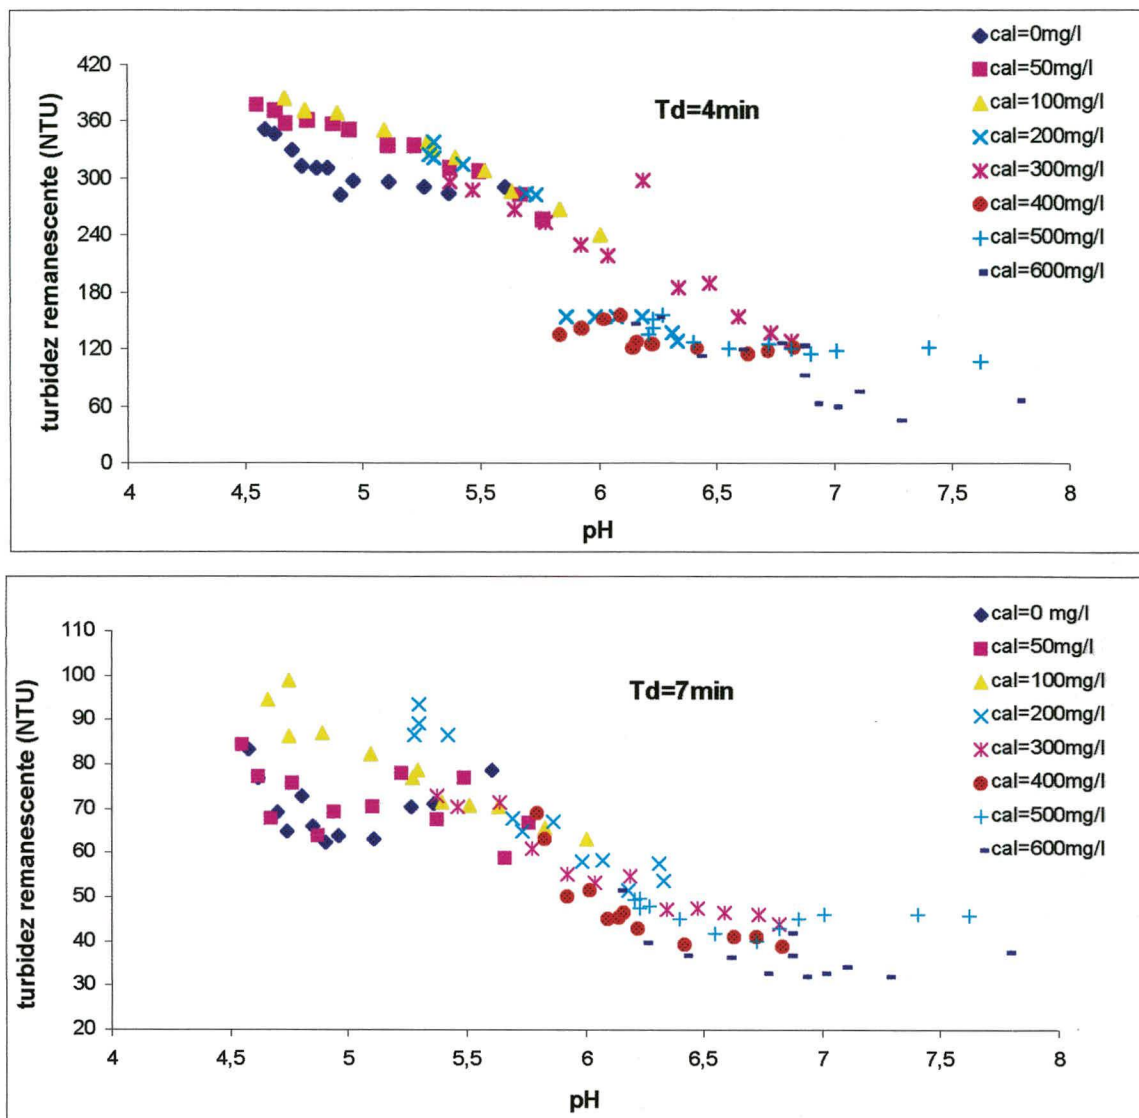 cal=0mg/l
cal=50mg/l
cal=100mg/l
cal=200mg/l
cal=300mg/l
cal=400mg/l
cal=500mg/l
cal=600mg/l
Td=4min
turbidez remanescente (NTU)
420
360
300
240
180
120
60
0
4
4,5
5
5,5
6
6,5
7
7,5
8
pH
cal=0 mg/l
cal=50mg/l
cal=100mg/l
cal=200mg/l
cal=300mg/l
cal=400mg/l
cal=500mg/l
cal=600mg/l
Td=7min
turbidez remanescente (NTU)
110
100
90
80
70
60
50
40
30
20
4
4,5
5
5,5
6
6,5
7
7,5
8
pH